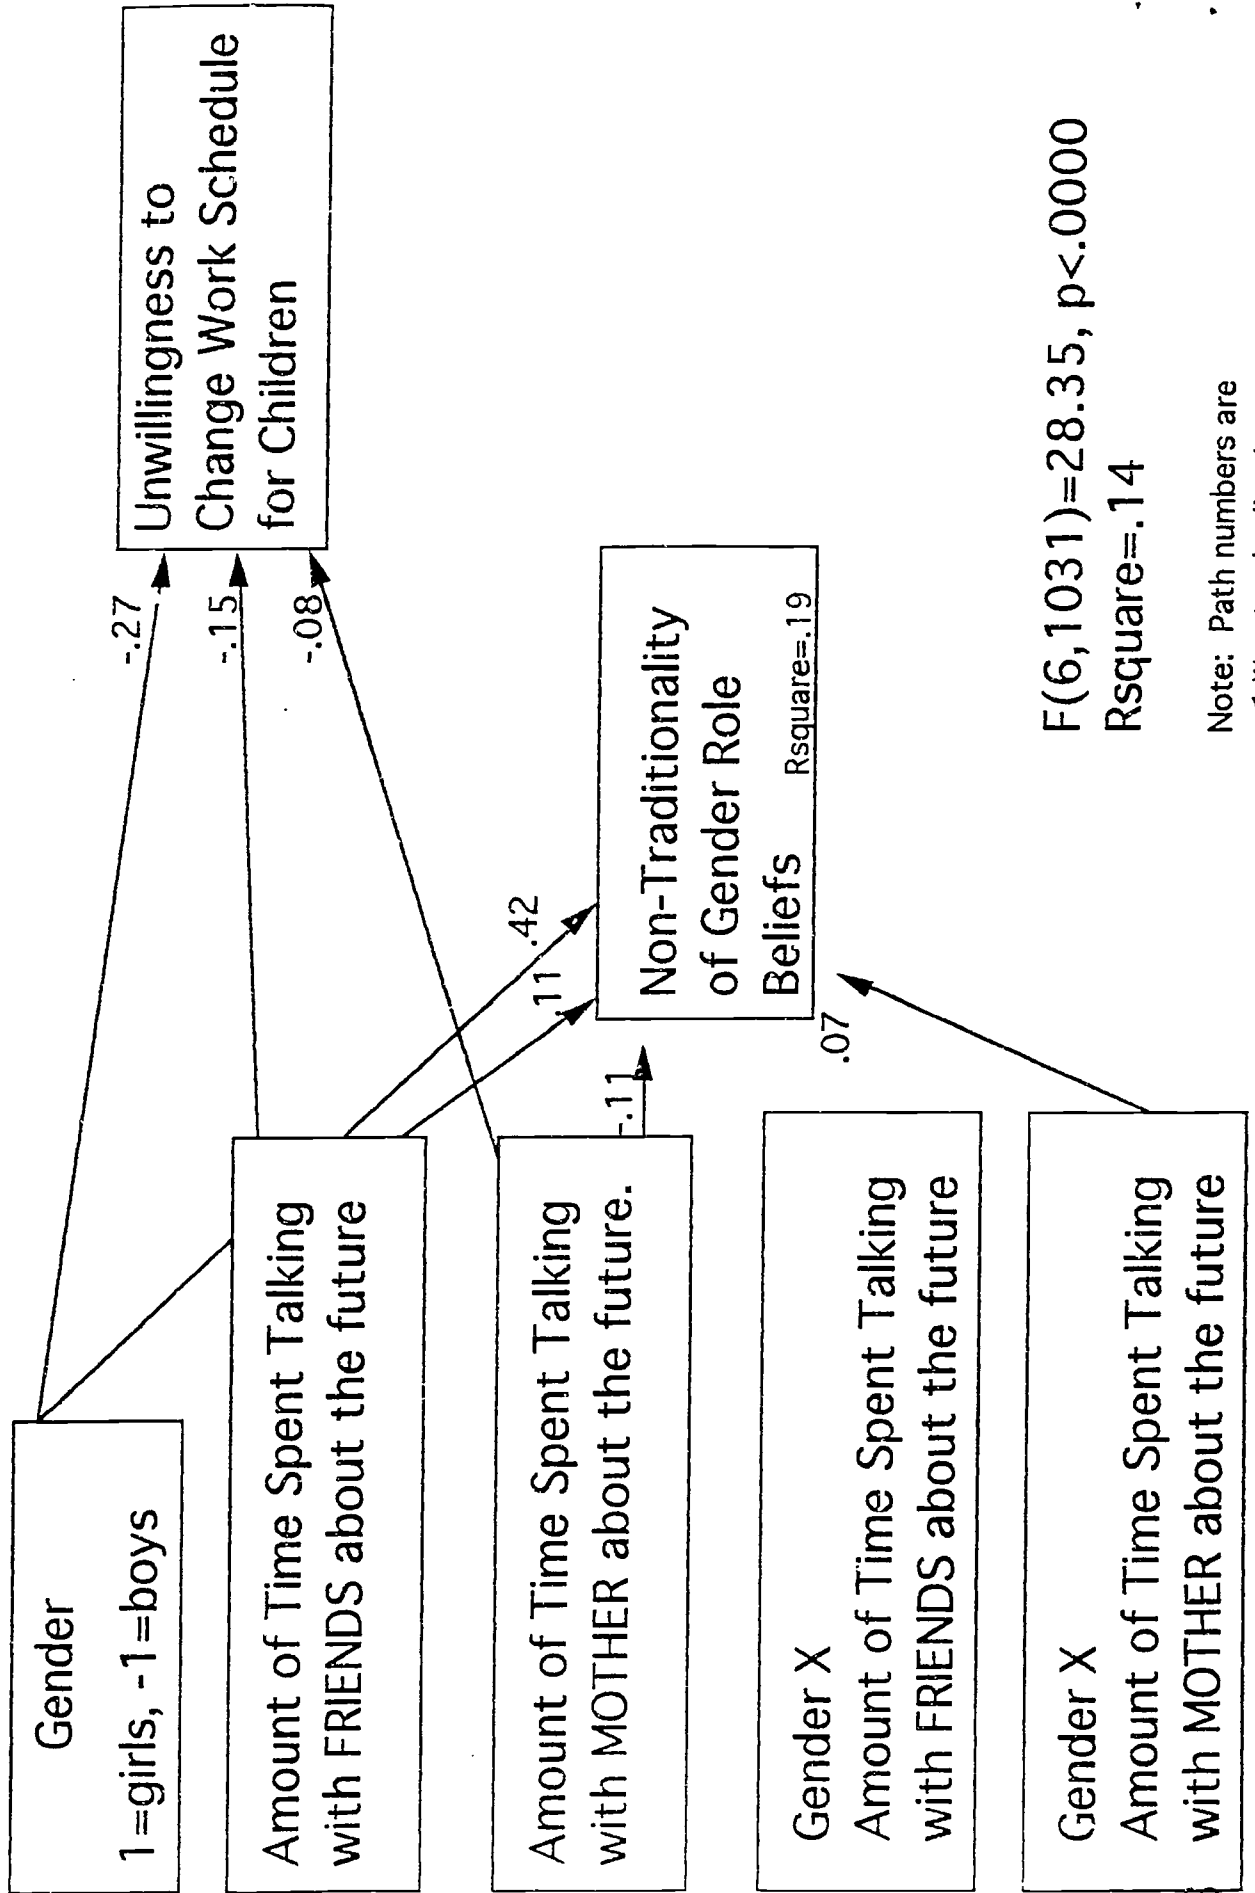 Gender
1=girls, -1=boys
Amount of Time Spent Talking
with FRIENDS about the future
Amount of Time Spent Talking
with MOTHER about the future.
Gender X
Amount of Time Spent Talking
with FRIENDS about the future
Gender X
Amount of Time Spent Talking
with MOTHER about the future
-.27
-.15
-.08
Unwillingness to
Change Work Schedule
for Children
.42
.11
-.11
.07
Non-Traditionality
of Gender Role
Beliefs Rsquare=.19
F(6,1031)=28.35, p<.0000
Rsquare=.14
Note: Path numbers are